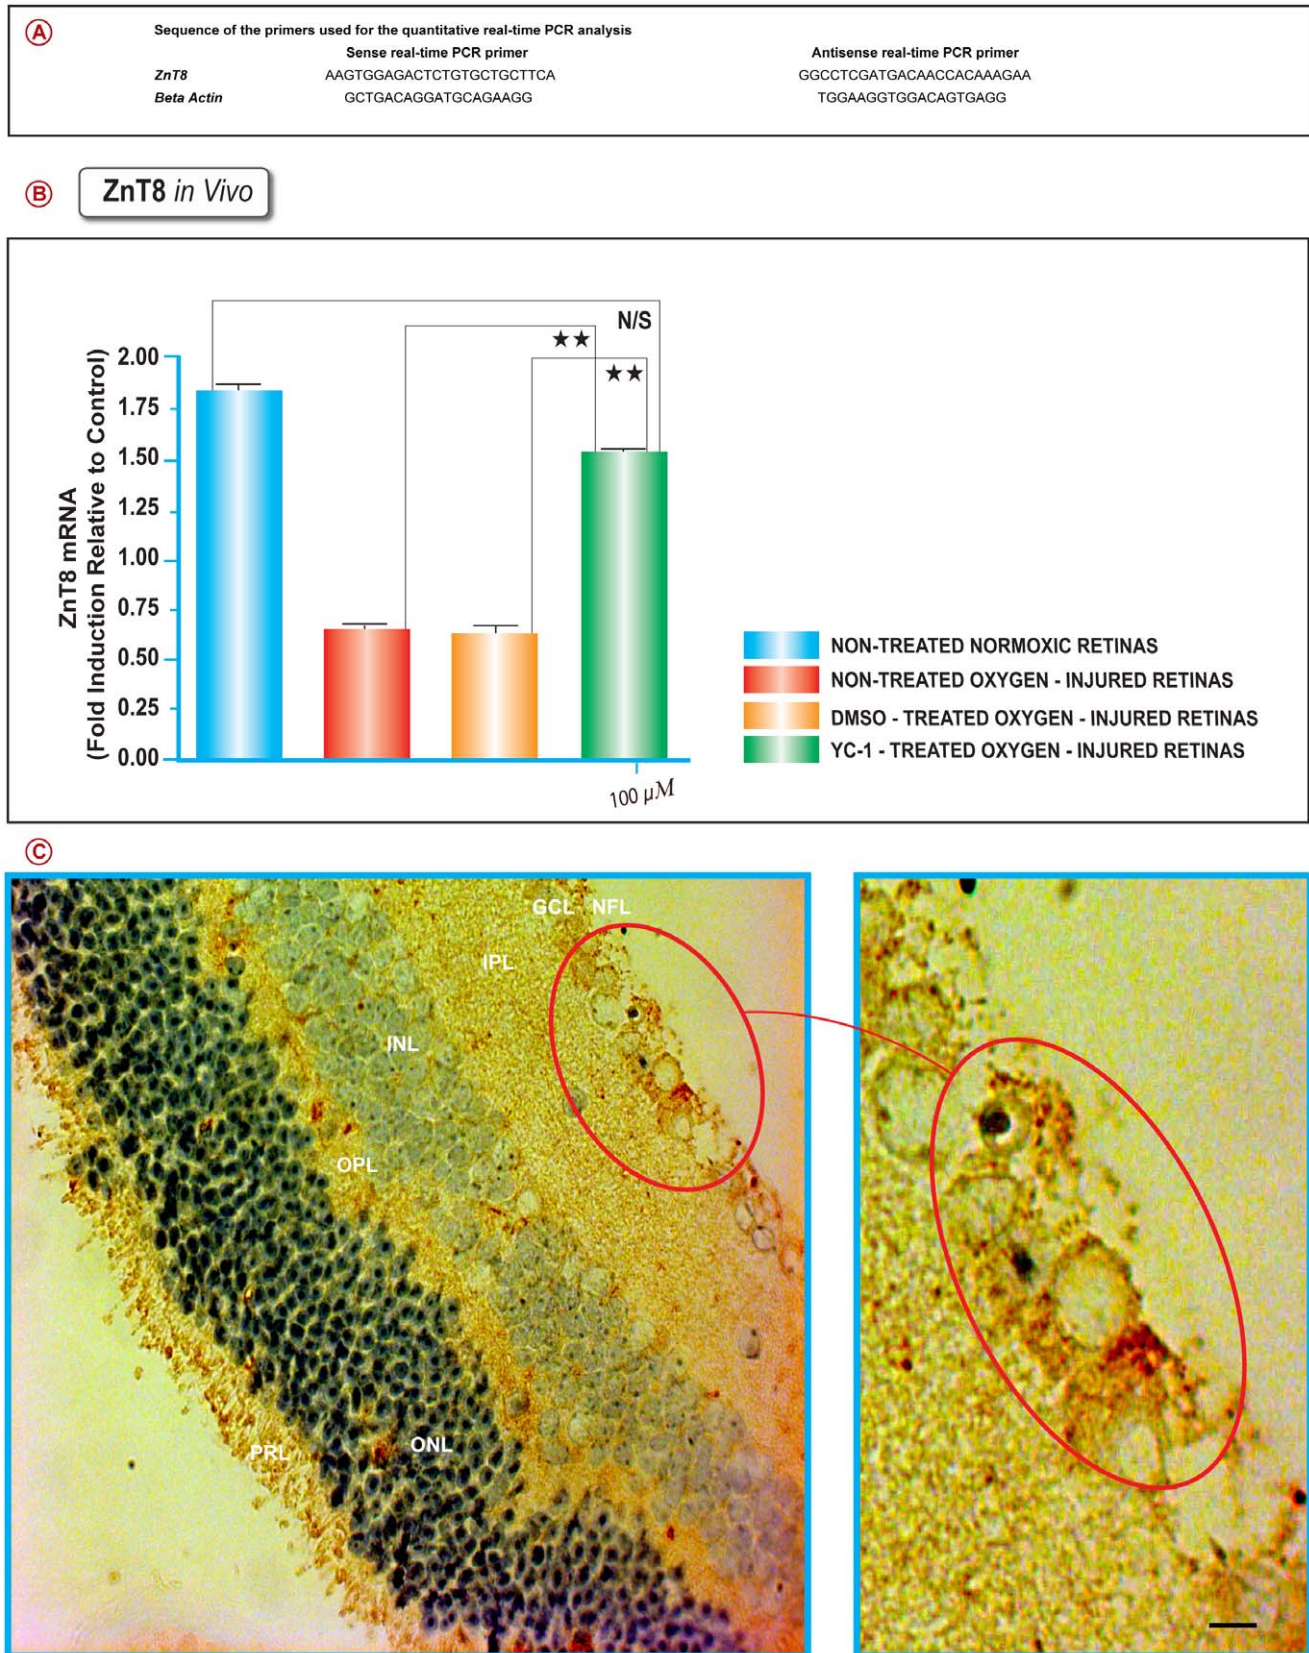 A
Sequence of the primers used for the quantitative real-time PCR analysis
Sense real-time PCR primer Antisense real-time PCR primer
ZnT8 AAGTGGAGACTCTGTGCTGCTTCA GGCCTCGATGACAACCACAAAGAA
Beta Actin GCTGACAGGATGCAGAAGG TGGAAGGTGGACAGTGAGG
B
ZnT8 in Vivo
ZnT8 mRNA
(Fold Induction Relative to Control)
N/S
★★
★★
2.00
1.75
1.50
1.25
1.00
0.75
0.50
0.25
0.00
100 µM
NON-TREATED NORMOXIC RETINAS
NON-TREATED OXYGEN - INJURED RETINAS
DMSO - TREATED OXYGEN - INJURED RETINAS
YC-1 - TREATED OXYGEN - INJURED RETINAS
C
GCL NFL
IPL
INL
OPL
ONL
PRL